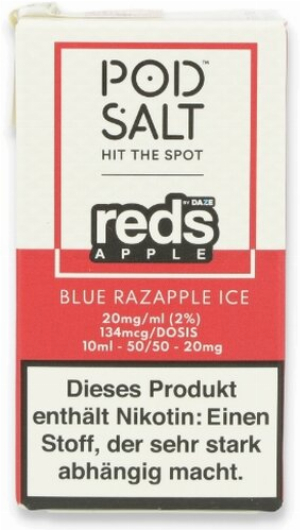 POD™
SALT
HIT THE SPOT
BY DAZE
reds
APPLE
BLUE RAZAPPLE ICE
20mg/ml (2%)
134mcg/DOSIS
10ml - 50/50 - 20mg
Dieses Produkt
enthält Nikotin: Einen
Stoff, der sehr stark
abhängig macht.